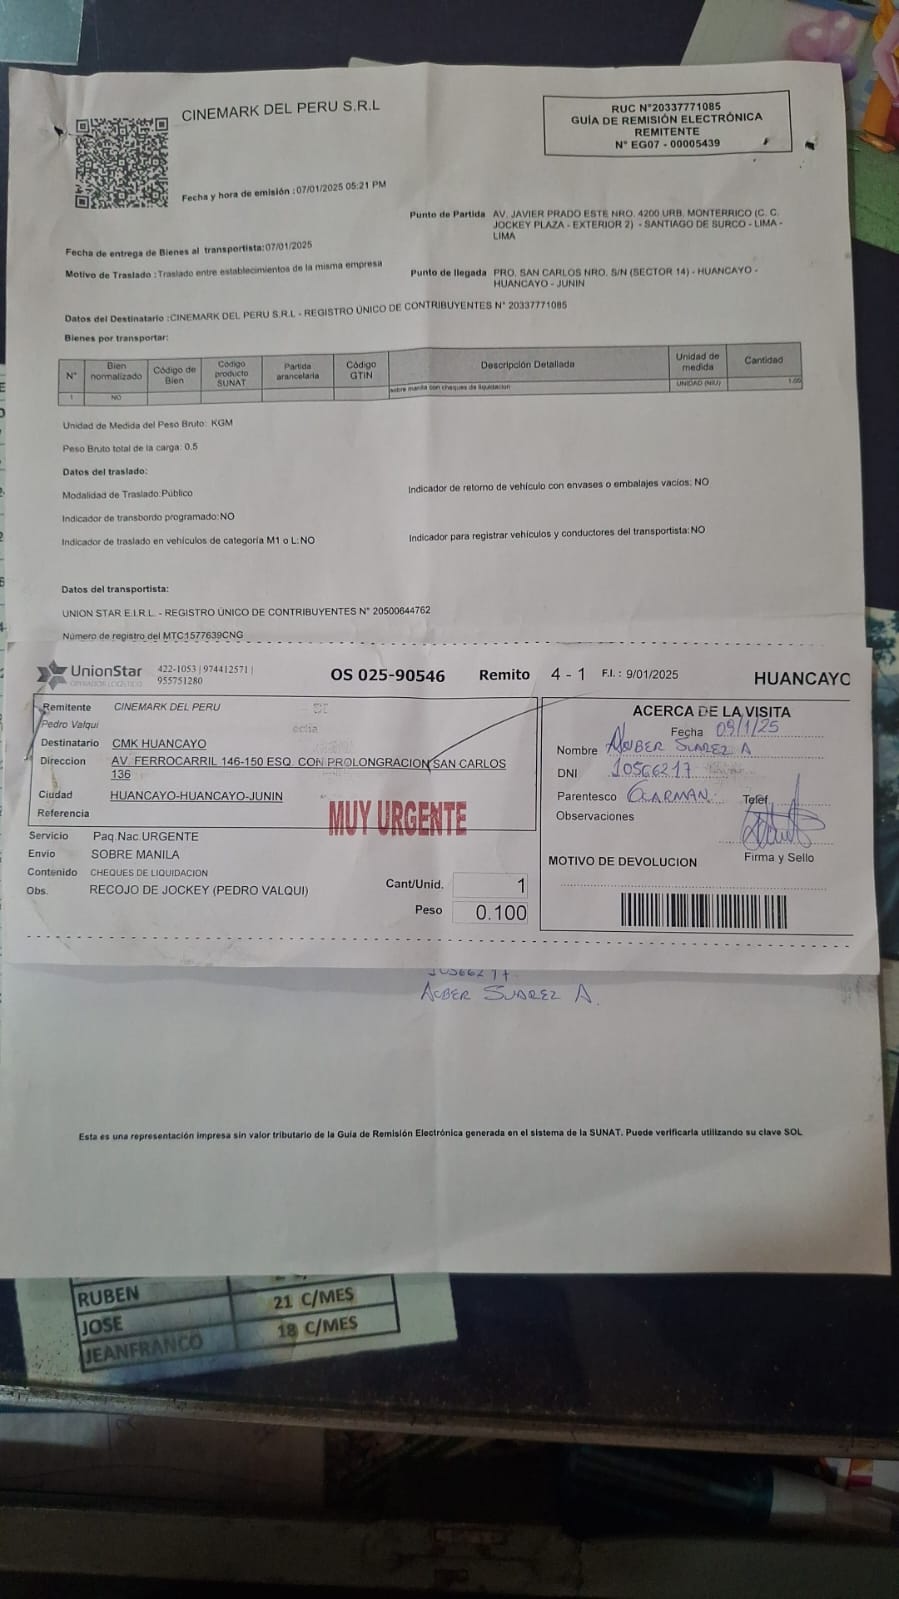 CINEMARK DEL PERU S.R.L
RUC N°20337771085
GUÍA DE REMISIÓN ELECTRÓNICA
REMITENTE
N° EG07 - 00005439
Fecha y hora de emisión :07/01/2025 05:21 PM
Punto de Partida AV. JAVIER PRADO ESTE NRO. 4200 URB. MONTERRICO (C. C.
JOCKEY PLAZA - EXTERIOR 2) - SANTIAGO DE SURCO - LIMA -
LIMA
Fecha de entrega de Bienes al transportista:07/01/2025
Motivo de Traslado :Traslado entre establecimientos de la misma empresa
Punto de llegada PRO. SAN CARLOS NRO. S/N (SECTOR 14) - HUANCAYO -
HUANCAYO - JUNIN
Datos del Destinatario :CINEMARK DEL PERU S.R.L - REGISTRO ÚNICO DE CONTRIBUYENTES N° 20337771085
Bienes por transportar:
N° Bien normalizado Código de Bien Código producto SUNAT Partida arancelaria Código GTIN Descripción Detallada Unidad de medida Cantidad
1 NO sobre manila con cheques de liquidacion UNIDAD (NIU) 1.00
Unidad de Medida del Peso Bruto: KGM
Peso Bruto total de la carga: 0.5
Datos del traslado:
Modalidad de Traslado:Público
Indicador de retorno de vehículo con envases o embalajes vacíos: NO
Indicador de transbordo programado:NO
Indicador de traslado en vehículos de categoría M1 o L:NO
Indicador para registrar vehículos y conductores del transportista:NO
Datos del transportista:
UNION STAR E.I.R.L. - REGISTRO ÚNICO DE CONTRIBUYENTES N° 20500644762
Número de registro del MTC1577639CNG
UnionStar
OPERADOR LOGÍSTICO
422-1053 | 974412571 |
955751280
OS 025-90546 Remito 4 - 1 F.I. : 9/01/2025 HUANCAYO
Remitente CINEMARK DEL PERU
Pedro Valqui
Destinatario CMK HUANCAYO
Direccion AV. FERROCARRIL 146-150 ESQ. CON PROLONGRACION SAN CARLOS
136
Ciudad HUANCAYO-HUANCAYO-JUNIN
Referencia
MUY URGENTE
Servicio Paq.Nac.URGENTE
Envio SOBRE MANILA
Contenido CHEQUES DE LIQUIDACION
Obs. RECOJO DE JOCKEY (PEDRO VALQUI)
Cant/Unid. 1
Peso 0.100
ACERCA DE LA VISITA
Fecha 09/1/25
Nombre SUAREZ A
DNI 10566217
Parentesco Telef
Observaciones
Firma y Sello
MOTIVO DE DEVOLUCION
SUAREZ A.
Esta es una representación impresa sin valor tributario de la Guía de Remisión Electrónica generada en el sistema de la SUNAT. Puede verificarla utilizando su clave SOL
RUBEN 21 C/MES
JOSE 18 C/MES
JEANFRANCO